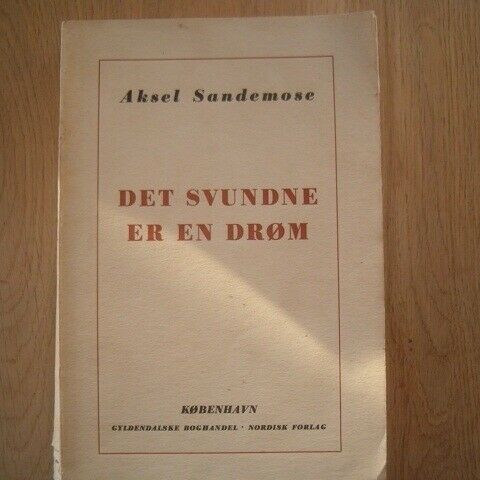 Aksel Sandemose
DET SVUNDNE
ER EN DRØM
KØBENHAVN
GYLDENDALSKE BOGHANDEL · NORDISK FORLAG